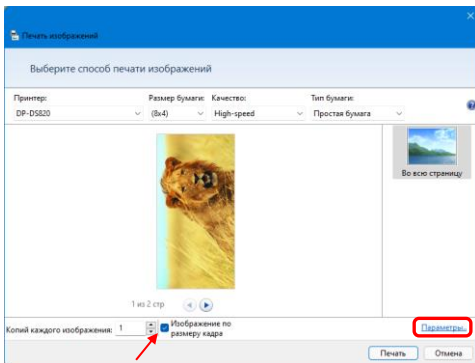 Печать изображений
Выберите способ печати изображений
Принтер: Размер бумаги: Качество: Тип бумаги:
DP-DS820 (8x4) High-speed Простая бумага
Во всю страницу
1 из 2 стр
Копий каждого изображения: 1 Изображение по
размеру кадра
Параметры...
Печать Отмена